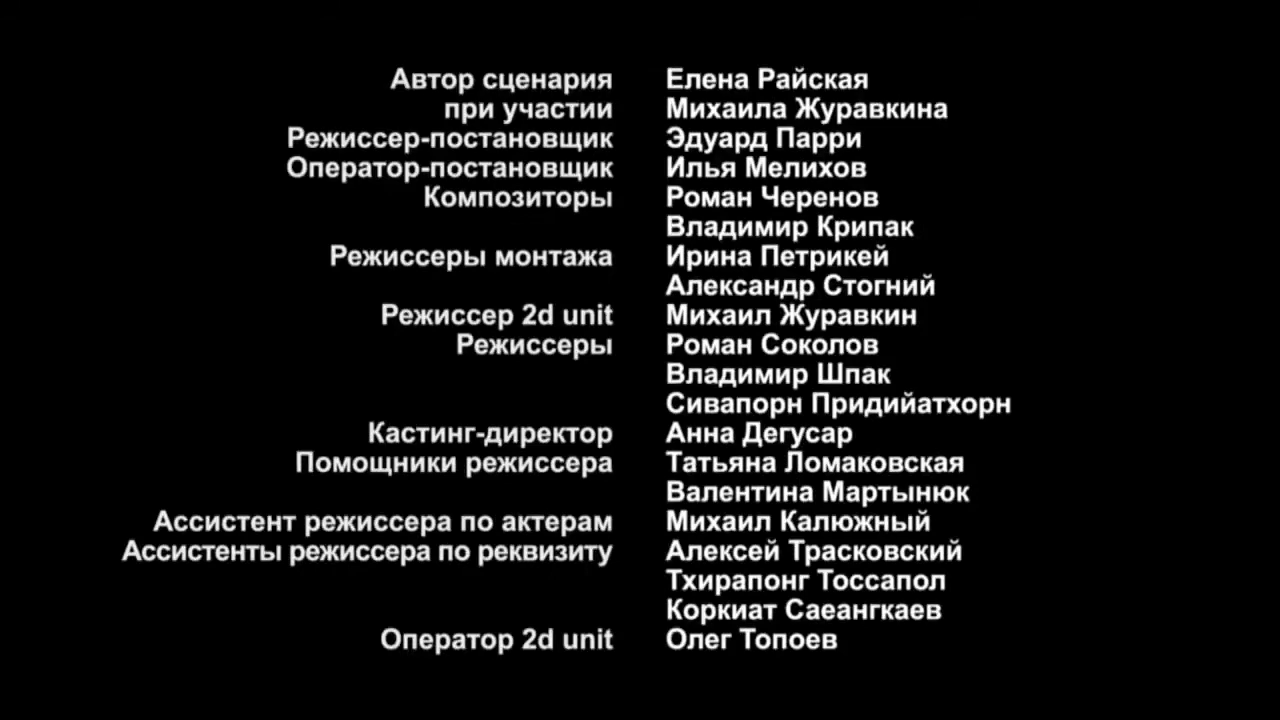 Автор сценария Елена Райская
при участии Михаила Журавкина
Режиссер-постановщик Эдуард Парри
Оператор-постановщик Илья Мелихов
Композиторы Роман Черенов
Владимир Крипак
Режиссеры монтажа Ирина Петрикей
Александр Стогний
Режиссер 2d unit Михаил Журавкин
Режиссеры Роман Соколов
Владимир Шпак
Сивапорн Придийатхорн
Кастинг-директор Анна Дегусар
Помощники режиссера Татьяна Ломаковская
Валентина Мартынюк
Ассистент режиссера по актерам Михаил Калюжный
Ассистенты режиссера по реквизиту Алексей Трасковский
Тхирапонг Тоссапол
Коркиат Саеангкаев
Оператор 2d unit Олег Топоев